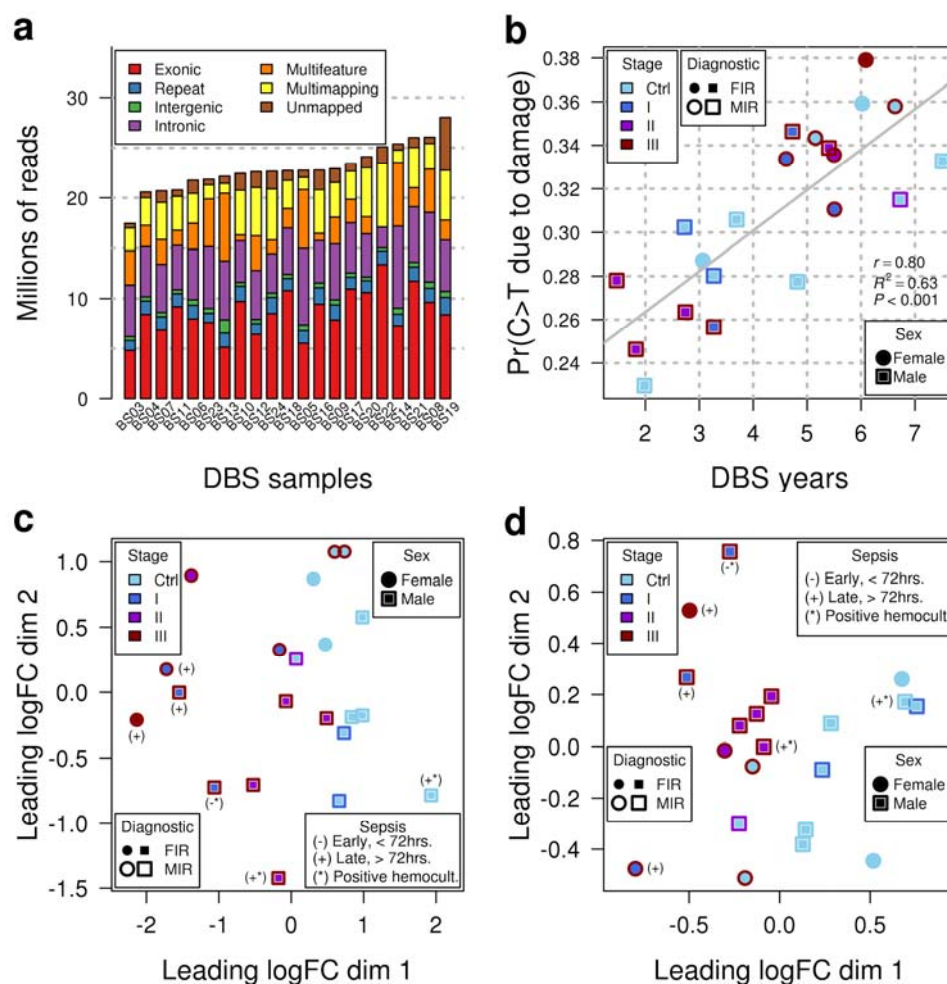 a
Millions of reads
30
20
10
0
Exonic
Repeat
Intergenic
Intronic
Multifeature
Multimapping
Unmapped
DBS samples
b
Pr(C>T due to damage)
0.38
0.36
0.34
0.32
0.30
0.28
0.26
0.24
Stage
Ctrl
I
II
III
Diagnostic
FIR
MIR
r = 0.80
R² = 0.63
P < 0.001
Sex
Female
Male
2 3 4 5 6 7
DBS years
c
Leading logFC dim 2
1.0
0.5
0.0
-0.5
-1.0
-1.5
Stage
Ctrl
I
II
III
Sex
Female
Male
(+)
(+)
(+)
(-*)
(+*)
(+*)
Diagnostic
FIR
MIR
Sepsis
(-) Early, < 72hrs.
(+) Late, > 72hrs.
(*) Positive hemocult.
-2 -1 0 1 2
Leading logFC dim 1
d
Leading logFC dim 2
0.8
0.6
0.4
0.2
0.0
-0.2
-0.4
Stage
Ctrl
I
II
III
Sepsis
(-) Early, < 72hrs.
(+) Late, > 72hrs.
(*) Positive hemocult.
(-*)
(+)
(+)
(+*)
(+*)
(+)
Diagnostic
FIR
MIR
Sex
Female
Male
-0.5 0.0 0.5
Leading logFC dim 1